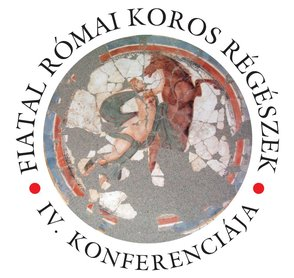 FIATAL RÓMAI KOROS RÉGÉSZEK
IV. KONFERENCIÁJA